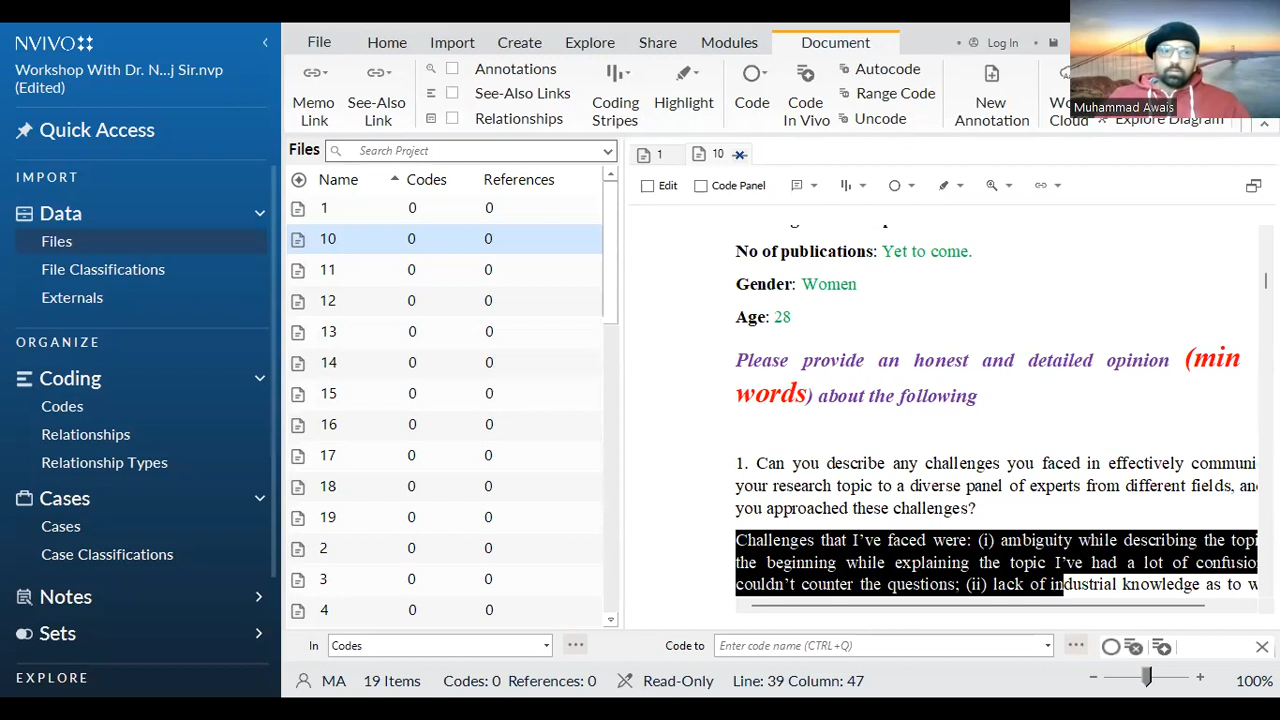 NVIVO
Workshop With Dr. N...j Sir.nvp
(Edited)
Quick Access
IMPORT
Data
Files
File Classifications
Externals
ORGANIZE
Coding
Codes
Relationships
Relationship Types
Cases
Cases
Case Classifications
Notes
Sets
EXPLORE
File Home Import Create Explore Share Modules Document Log In
Memo Link
See-Also Link
Annotations
See-Also Links
Relationships
Coding Stripes
Highlight
Code
Code In Vivo
Autocode
Range Code
Uncode
New Annotation
Cloud
Explore Diagram
Muhammad Awais
Files Search Project
Name Codes References
1 0 0
10 0 0
11 0 0
12 0 0
13 0 0
14 0 0
15 0 0
16 0 0
17 0 0
18 0 0
19 0 0
2 0 0
3 0 0
4 0 0
1 10
Edit Code Panel
No of publications: Yet to come.
Gender: Women
Age: 28
Please provide an honest and detailed opinion (min
words) about the following
1. Can you describe any challenges you faced in effectively communi
your research topic to a diverse panel of experts from different fields, an
you approached these challenges?
Challenges that I've faced were: (i) ambiguity while describing the topi
the beginning while explaining the topic I've had a lot of confusio
couldn't counter the questions; (ii) lack of industrial knowledge as to w
In Codes Code to Enter code name (CTRL+Q)
MA 19 Items Codes: 0 References: 0 Read-Only Line: 39 Column: 47 100%